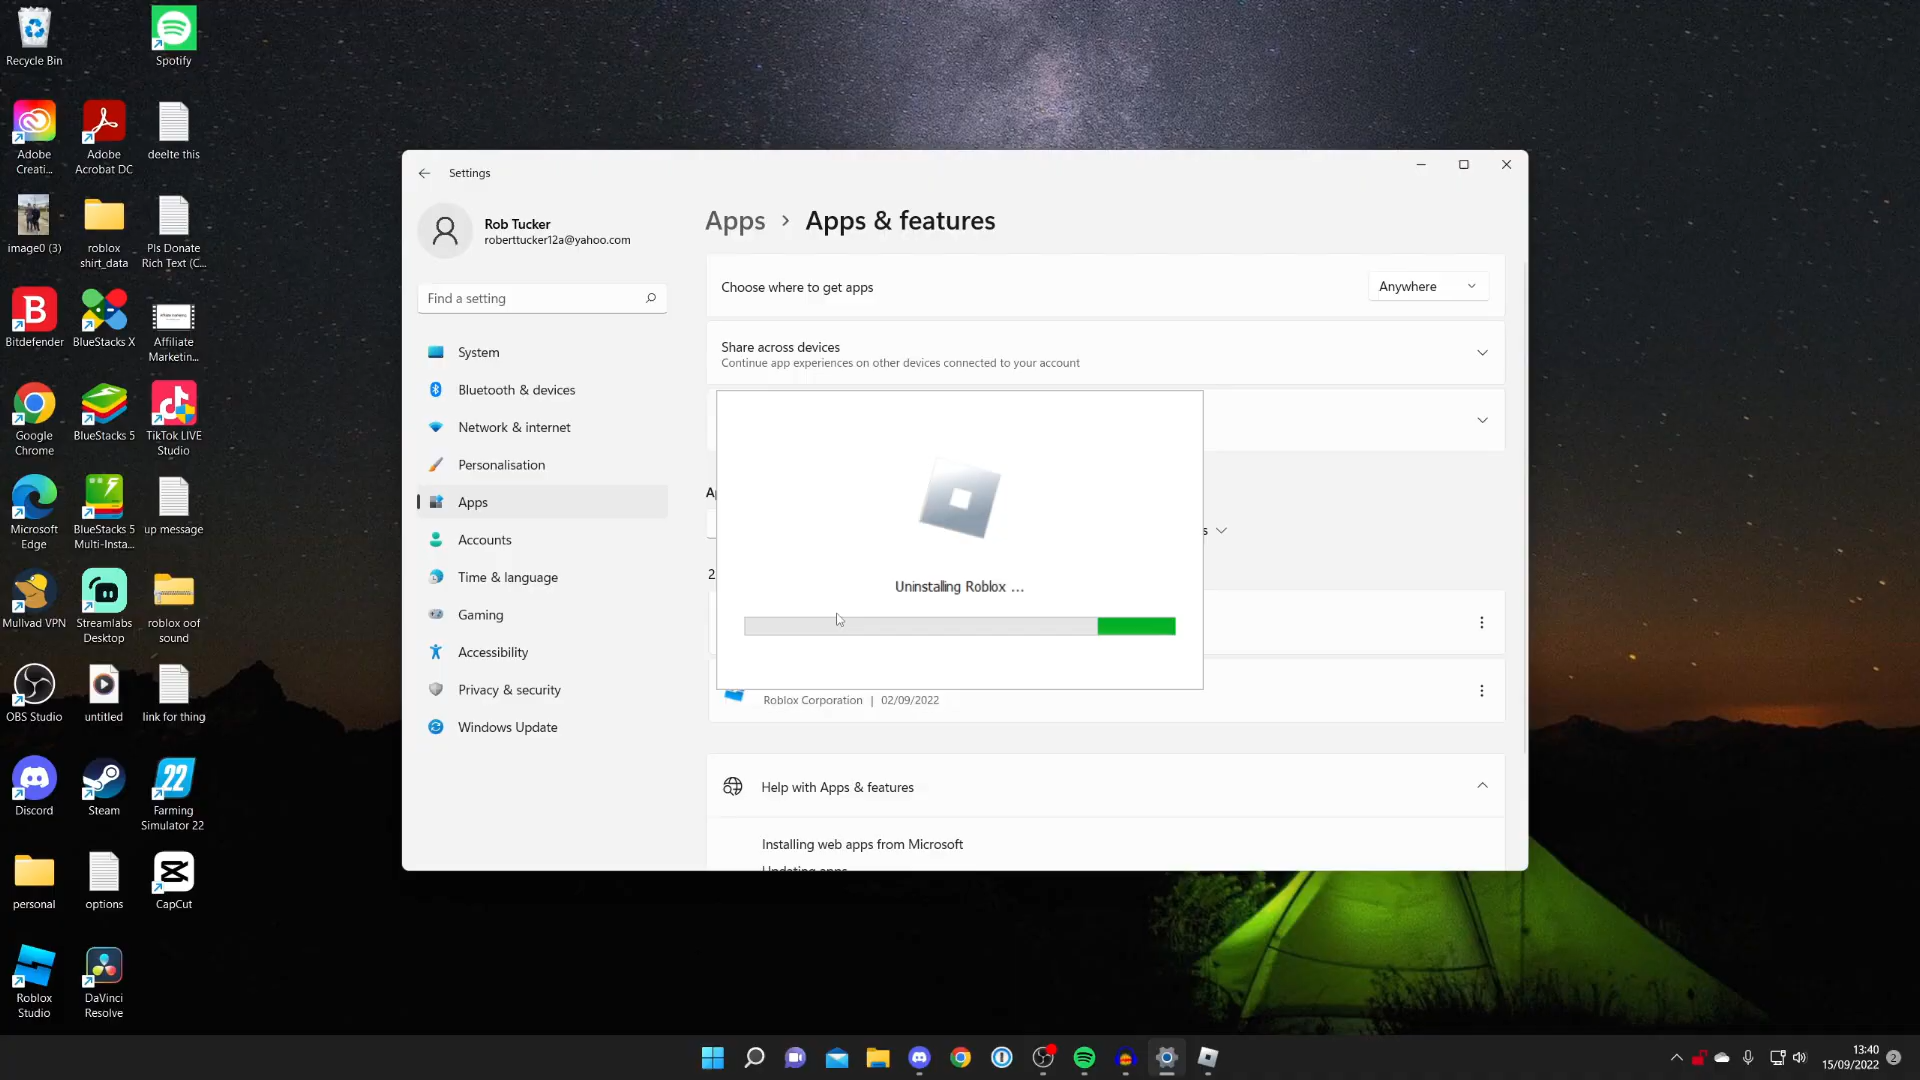 Recycle Bin
Spotify
Adobe
Creati...
Adobe
Acrobat DC
deelte this
image0 (3)
roblox
shirt_data
Pls Donate
Rich Text (C...
Bitdefender
BlueStacks X
Affiliate
Marketin...
Google
Chrome
BlueStacks 5
TikTok LIVE
Studio
Microsoft
Edge
BlueStacks 5
Multi-Insta...
up message
Mullvad VPN
Streamlabs
Desktop
roblox oof
sound
OBS Studio
untitled
link for thing
Discord
Steam
22
Farming
Simulator 22
personal
options
CapCut
Roblox
Studio
DaVinci
Resolve
Settings
Rob Tucker
roberttucker12a@yahoo.com
Find a setting
System
Bluetooth & devices
Network & internet
Personalisation
Apps
Accounts
Time & language
Gaming
Accessibility
Privacy & security
Windows Update
Apps › Apps & features
Choose where to get apps
Anywhere
Share across devices
Continue app experiences on other devices connected to your account
Uninstalling Roblox ...
Roblox Corporation | 02/09/2022
Help with Apps & features
Installing web apps from Microsoft
Updating apps
13:40
15/09/2022
2